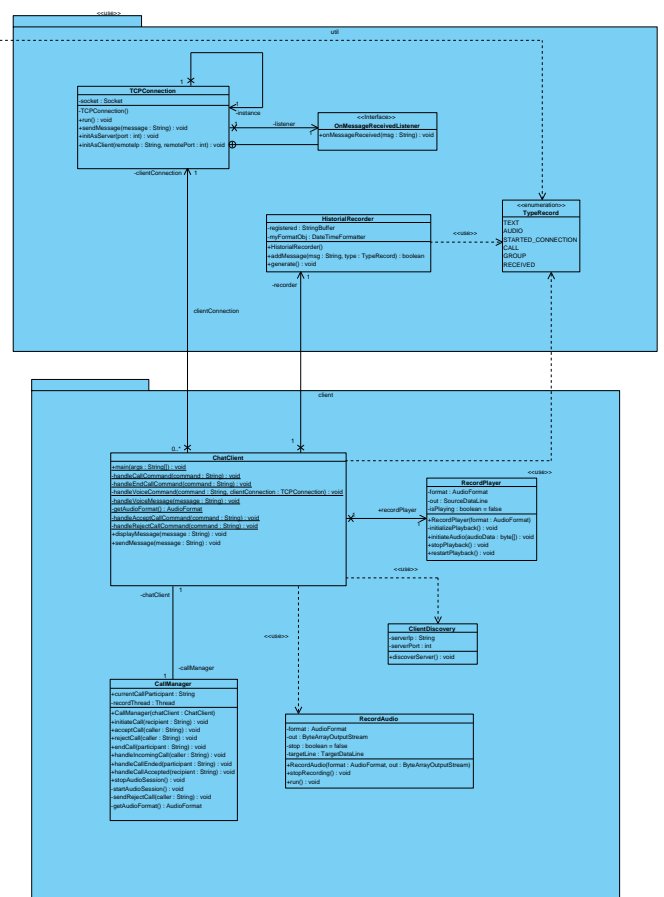 <<use>>
util
1
TCPConnection
-socket : Socket
-TCPConnection()
+run() : void
+sendMessage(message : String) : void
+initAsServer(port : int) : void
+initAsClient(remoteIp : String, remotePort : int) : void
1
-instance
-listener
1
<<Interface>>
OnMessageReceivedListener
+onMessageReceived(msg : String) : void
-clientConnection
1
HistorialRecorder
-registered : StringBuffer
-myFormatObj : DateTimeFormatter
+HistorialRecorder()
+addMessage(msg : String, type : TypeRecord) : boolean
+generate() : void
<<use>>
<<enumeration>>
TypeRecord
TEXT
AUDIO
STARTED_CONNECTION
CALL
GROUP
RECEIVED
1
-recorder
clientConnection
client
0..*
1
ChatClient
+main(args : String[]) : void
-handleCallCommand(command : String) : void
-handleEndCallCommand(command : String) : void
-handleVoiceCommand(command : String, clientConnection : TCPConnection) : void
-handleVoiceMessage(message : String) : void
-getAudioFormat() : AudioFormat
-handleAcceptCallCommand(command : String) : void
-handleRejectCallCommand(command : String) : void
+displayMessage(message : String) : void
+sendMessage(message : String) : void
<<use>>
+recordPlayer
1
RecordPlayer
-format : AudioFormat
-out : SourceDataLine
-isPlaying : boolean = false
+RecordPlayer(format : AudioFormat)
-initializePlayback() : void
+initiateAudio(audioData : byte[]) : void
+stopPlayback() : void
+restartPlayback() : void
<<use>>
-chatClient
1
ClientDiscovery
-serverIp : String
-serverPort : int
+discoverServer() : void
<<use>>
-callManager
1
CallManager
+currentCallParticipant : String
-recordThread : Thread
+CallManager(chatClient : ChatClient)
+initiateCall(recipient : String) : void
+acceptCall(caller : String) : void
+rejectCall(caller : String) : void
+endCall(participant : String) : void
+handleIncomingCall(caller : String) : void
+handleCallEnded(participant : String) : void
+handleCallAccepted(recipient : String) : void
+stopAudioSession() : void
-startAudioSession() : void
-sendRejectCall(caller : String) : void
-getAudioFormat() : AudioFormat
RecordAudio
-format : AudioFormat
-out : ByteArrayOutputStream
-stop : boolean = false
-targetLine : TargetDataLine
+RecordAudio(format : AudioFormat, out : ByteArrayOutputStream)
+stopRecording() : void
+run() : void